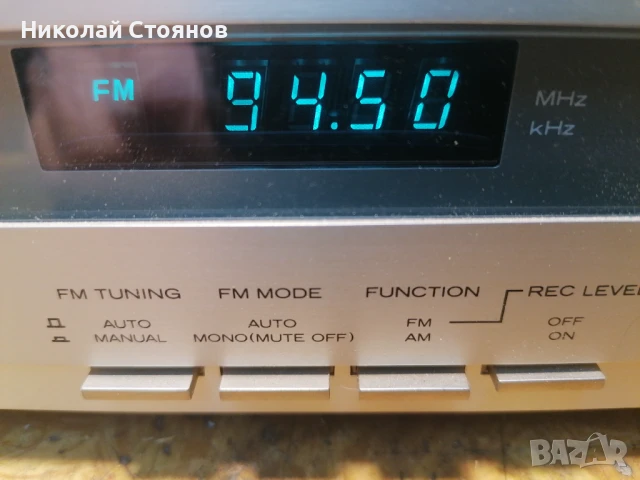 Николай Стоянов
FM 94.50 MHz
kHz
FM TUNING FM MODE FUNCTION REC LEVEL
AUTO AUTO FM OFF
MANUAL MONO(MUTE OFF) AM ON
BAZAR